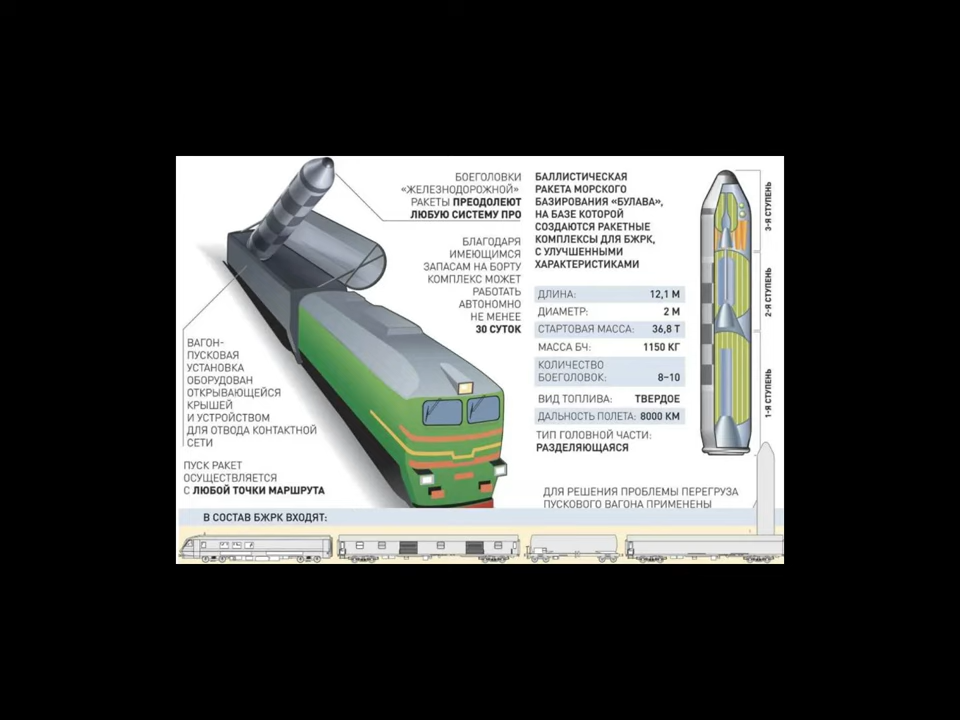 БОЕГОЛОВКИ
«ЖЕЛЕЗНОДОРОЖНОЙ»
РАКЕТЫ ПРЕОДОЛЕЮТ
ЛЮБУЮ СИСТЕМУ ПРО
БЛАГОДАРЯ
ИМЕЮЩИМСЯ
ЗАПАСАМ НА БОРТУ
КОМПЛЕКС МОЖЕТ
РАБОТАТЬ
АВТОНОМНО
НЕ МЕНЕЕ
30 СУТОК
ВАГОН-
ПУСКОВАЯ
УСТАНОВКА
ОБОРУДОВАН
ОТКРЫВАЮЩЕЙСЯ
КРЫШЕЙ
И УСТРОЙСТВОМ
ДЛЯ ОТВОДА КОНТАКТНОЙ
СЕТИ
ПУСК РАКЕТ
ОСУЩЕСТВЛЯЕТСЯ
С ЛЮБОЙ ТОЧКИ МАРШРУТА
БАЛЛИСТИЧЕСКАЯ
РАКЕТА МОРСКОГО
БАЗИРОВАНИЯ «БУЛАВА»,
НА БАЗЕ КОТОРОЙ
СОЗДАЮТСЯ РАКЕТНЫЕ
КОМПЛЕКСЫ ДЛЯ БЖРК,
С УЛУЧШЕННЫМИ
ХАРАКТЕРИСТИКАМИ
ДЛИНА: 12,1 М
ДИАМЕТР: 2 М
СТАРТОВАЯ МАССА: 36,8 Т
МАССА БЧ: 1150 КГ
КОЛИЧЕСТВО
БОЕГОЛОВОК: 8–10
ВИД ТОПЛИВА: ТВЕРДОЕ
ДАЛЬНОСТЬ ПОЛЕТА: 8000 КМ
ТИП ГОЛОВНОЙ ЧАСТИ:
РАЗДЕЛЯЮЩАЯСЯ
3-Я СТУПЕНЬ
2-Я СТУПЕНЬ
1-Я СТУПЕНЬ
ДЛЯ РЕШЕНИЯ ПРОБЛЕМЫ ПЕРЕГРУЗА
ПУСКОВОГО ВАГОНА ПРИМЕНЕНЫ
В СОСТАВ БЖРК ВХОДЯТ: